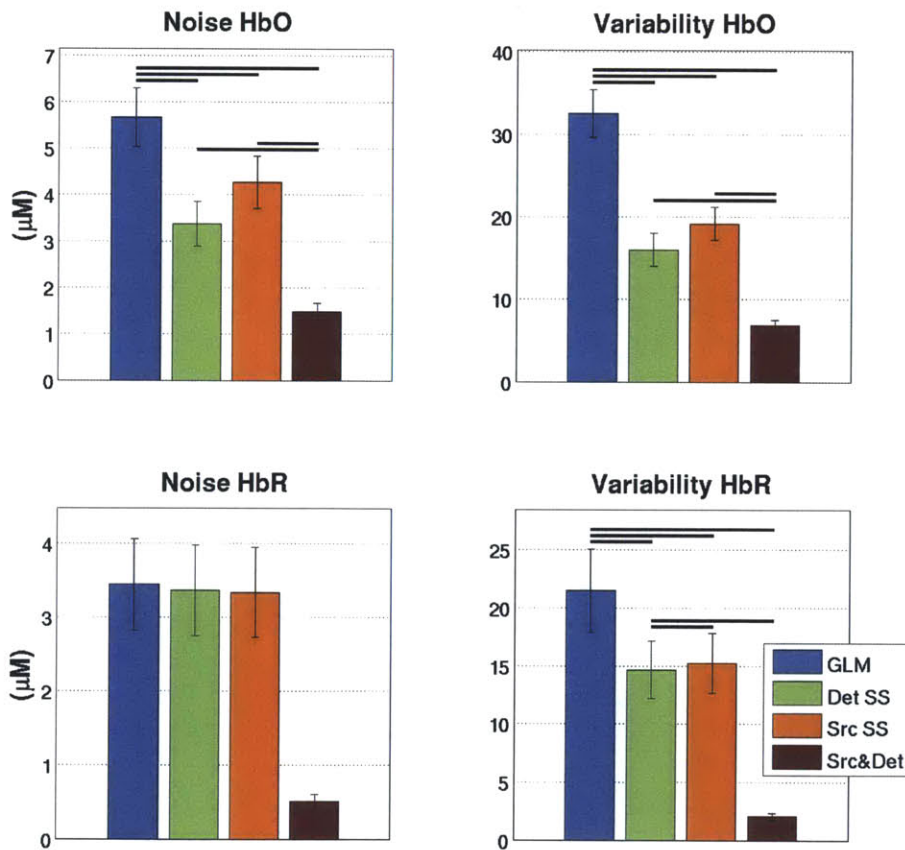 Noise HbO
7
6
5
4
3
2
1
0
(μM)
Variability HbO
40
30
20
10
0
Noise HbR
4
3
2
1
0
(μM)
Variability HbR
25
20
15
10
5
0
GLM
Det SS
Src SS
Src&Det